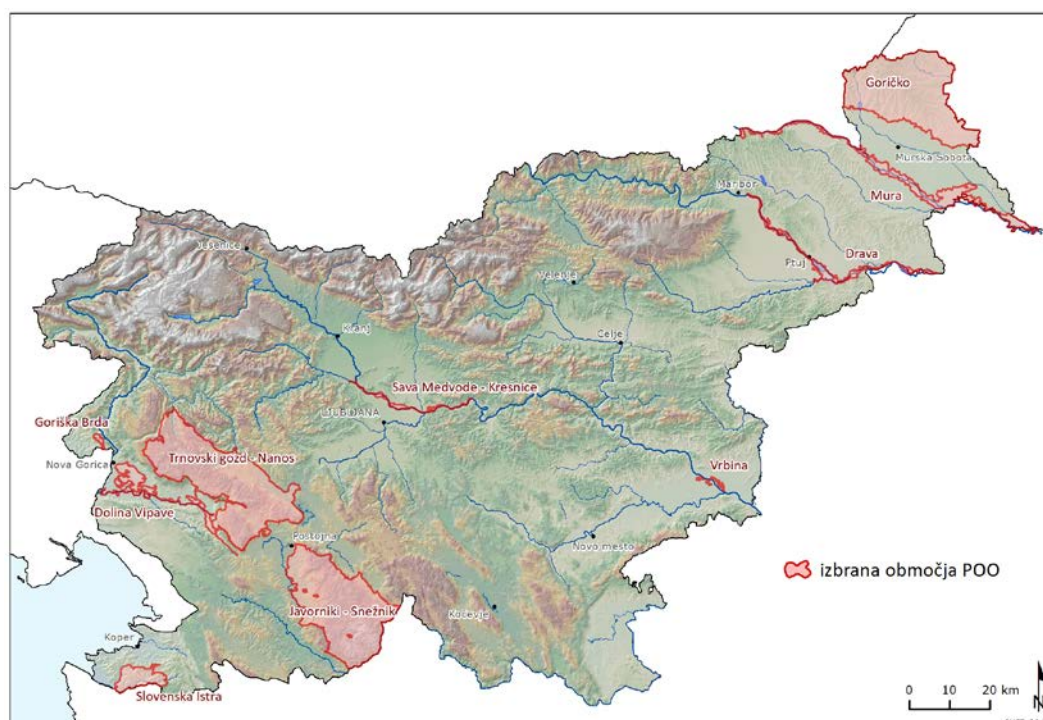 Goričko
Murska Sobota
Maribor
Mura
Ptuj
Drava
Jesenice
Velenje
Kranj
Celje
Sava Medvode - Kresnice
LJUBLJANA
Goriška Brda
Trnovski gozd - Nanos
Nova Gorica
Vrbina
Dolina Vipave
Postojna
Novo mesto
izbrana območja POO
Javorniki - Snežnik
Kočevje
Koper
Slovenska Istra
0 10 20 km
N